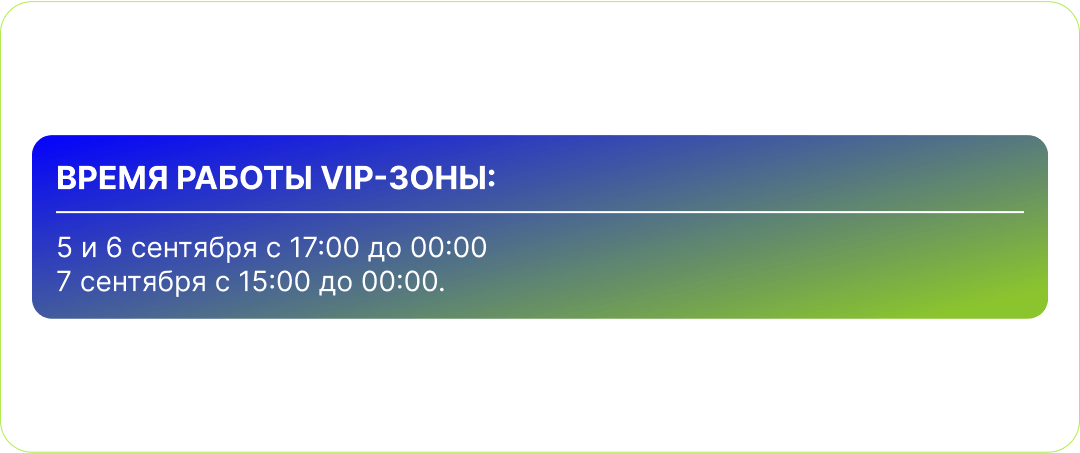 ВРЕМЯ РАБОТЫ VIP-ЗОНЫ:
5 и 6 сентября с 17:00 до 00:00
7 сентября с 15:00 до 00:00.